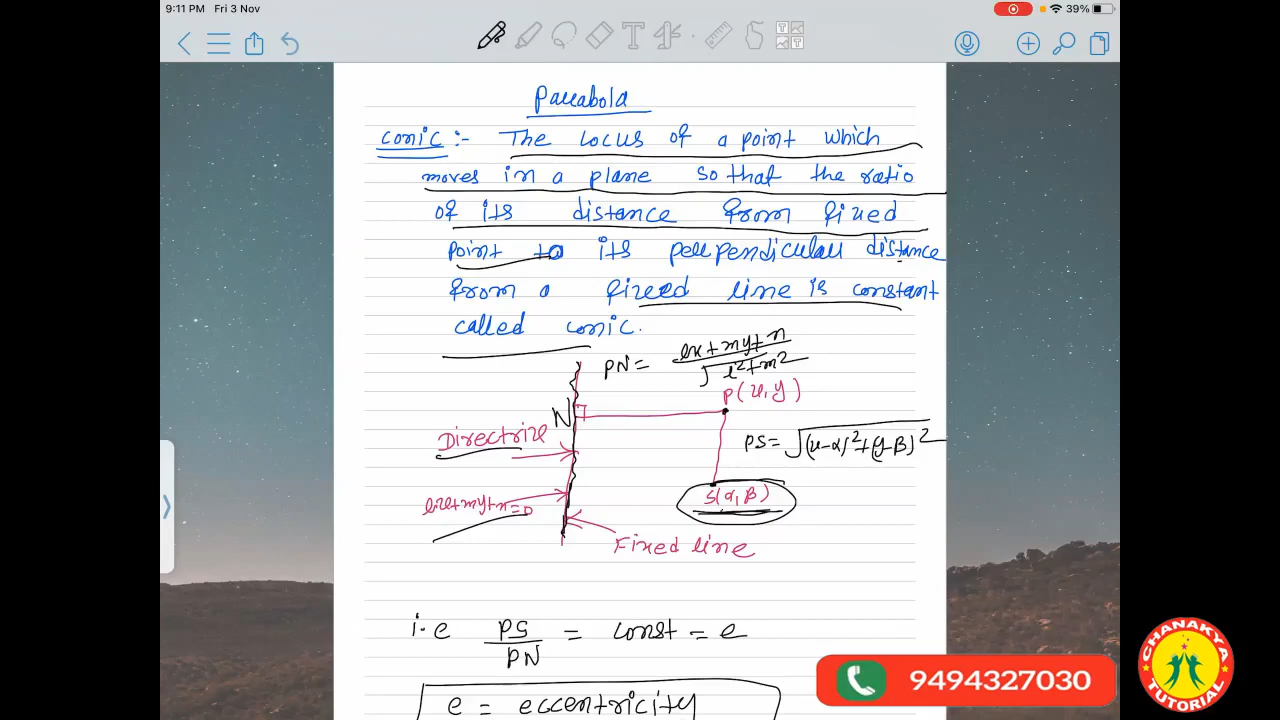 9:11 PM Fri 3 Nov
39%
Parabola
conic :- The locus of a point which
moves in a plane so that the ratio
of its distance from fixed
point to its perpendicular distance
from a fixed line is constant
called conic.
PN = lx+my+n / √l²+m²
N
P(x,y)
Directrix
PS= √(x-α)²+(y-β)²
S(α,β)
lx+my+n=0
Fixed line
i.e PS/PN = const = e
e = eccentricity
9494327030
CHANAKYA
TUTORIAL